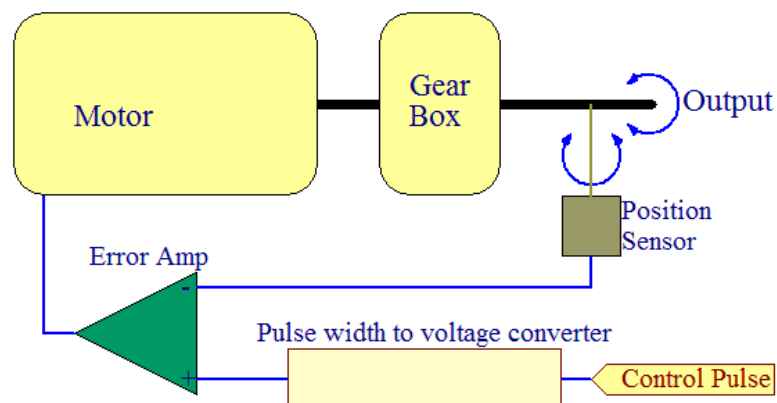 Motor
Gear
Box
Output
Position
Sensor
Error Amp
-
Pulse width to voltage converter
+
Control Pulse